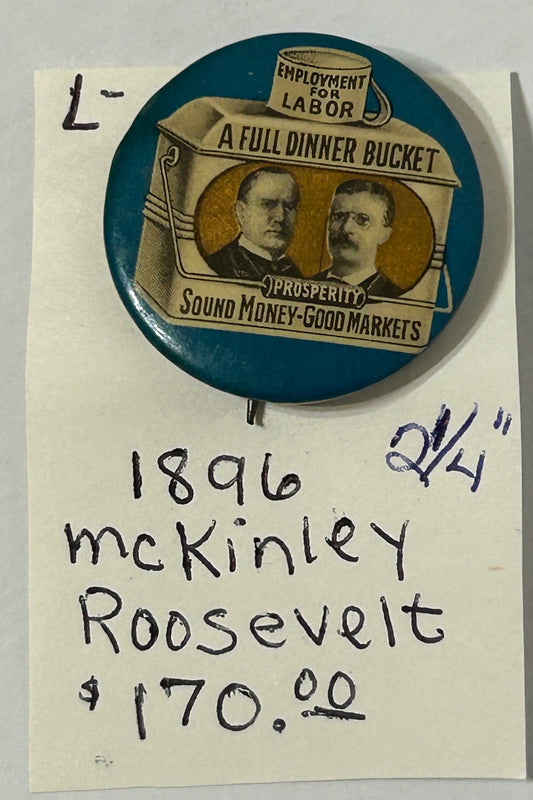 L-
EMPLOYMENT
FOR
LABOR
A FULL DINNER BUCKET
PROSPERITY
SOUND MONEY-GOOD MARKETS
2 1/4"
1896
McKinley
Roosevelt
$170.00